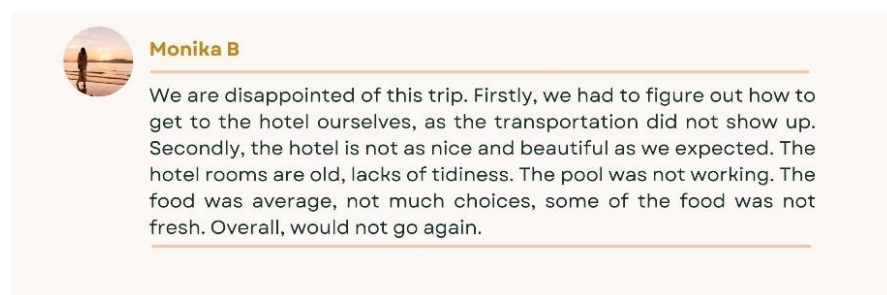 Monika B
We are disappointed of this trip. Firstly, we had to figure out how to
get to the hotel ourselves, as the transportation did not show up.
Secondly, the hotel is not as nice and beautiful as we expected. The
hotel rooms are old, lacks of tidiness. The pool was not working. The
food was average, not much choices, some of the food was not
fresh. Overall, would not go again.